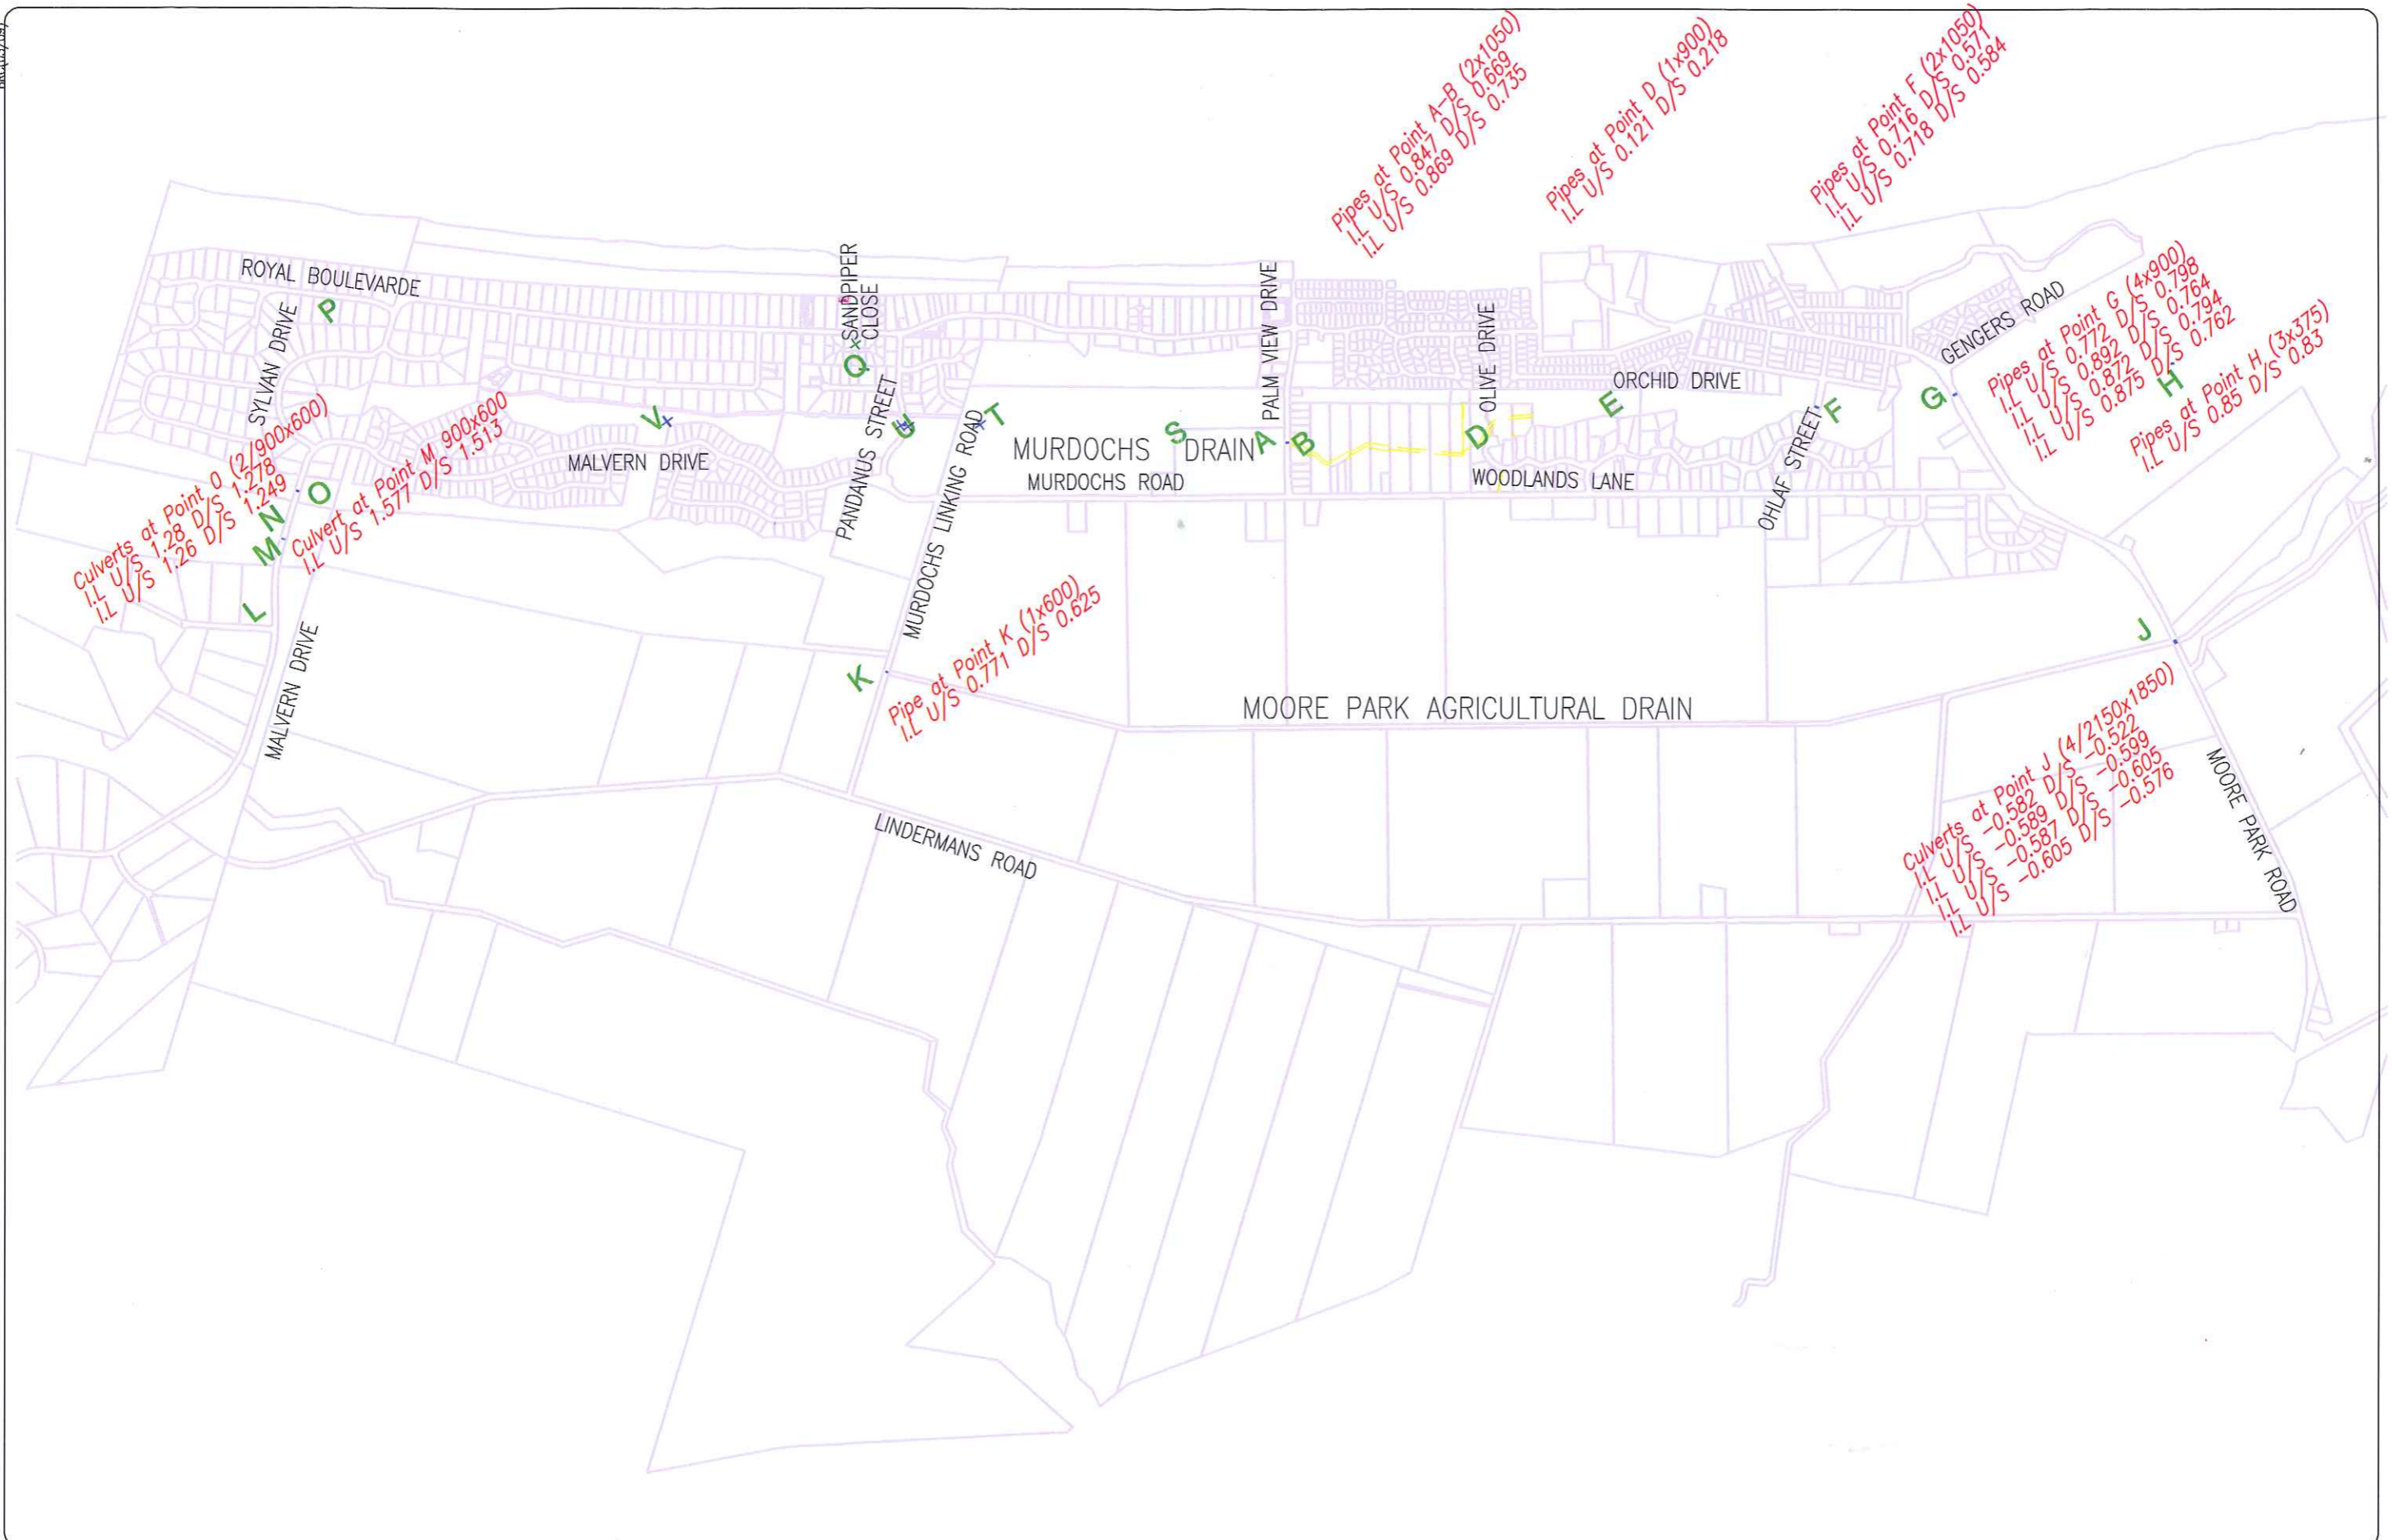 Pipes at Point A-B (2x1050)
I.L U/S 0.847 D/S 0.669
I.L U/S 0.869 D/S 0.735
Pipes at Point D (1x900)
I.L U/S 0.121 D/S 0.218
Pipes at Point F (2x1050)
I.L U/S 0.716 D/S 0.571
I.L U/S 0.718 D/S 0.584
ROYAL BOULEVARDE
SYLVAN DRIVE
P
SANDPIPER
CLOSE
Q
PALM VIEW DRIVE
OLIVE DRIVE
ORCHID DRIVE
GENGERS ROAD
Pipes at Point G (4x900)
I.L U/S 0.772 D/S 0.798
I.L U/S 0.892 D/S 0.764
I.L U/S 0.872 D/S 0.794
I.L U/S 0.875 D/S 0.762
H
Pipes at Point H (3x375)
I.L U/S 0.85 D/S 0.83
V
PANDANUS STREET
U
MURDOCHS LINKING ROAD
T
S
A
B
D
E
F
G
MURDOCHS DRAIN
MURDOCHS ROAD
MALVERN DRIVE
WOODLANDS LANE
OHLAF STREET
Culverts at Point O (2/900x600)
I.L U/S 1.28 D/S 1.278
I.L U/S 1.26 D/S 1.249
O
N
M
L
Culvert at Point M 900x600
I.L U/S 1.577 D/S 1.513
MALVERN DRIVE
K
Pipe at Point K (1x600)
I.L U/S 0.771 D/S 0.625
J
MOORE PARK AGRICULTURAL DRAIN
Culverts at Point J (4/2150x1850)
I.L U/S -0.582 D/S -0.522
I.L U/S -0.589 D/S -0.599
I.L U/S -0.587 D/S -0.605
I.L U/S -0.605 D/S -0.576
MOORE PARK ROAD
LINDERMANS ROAD